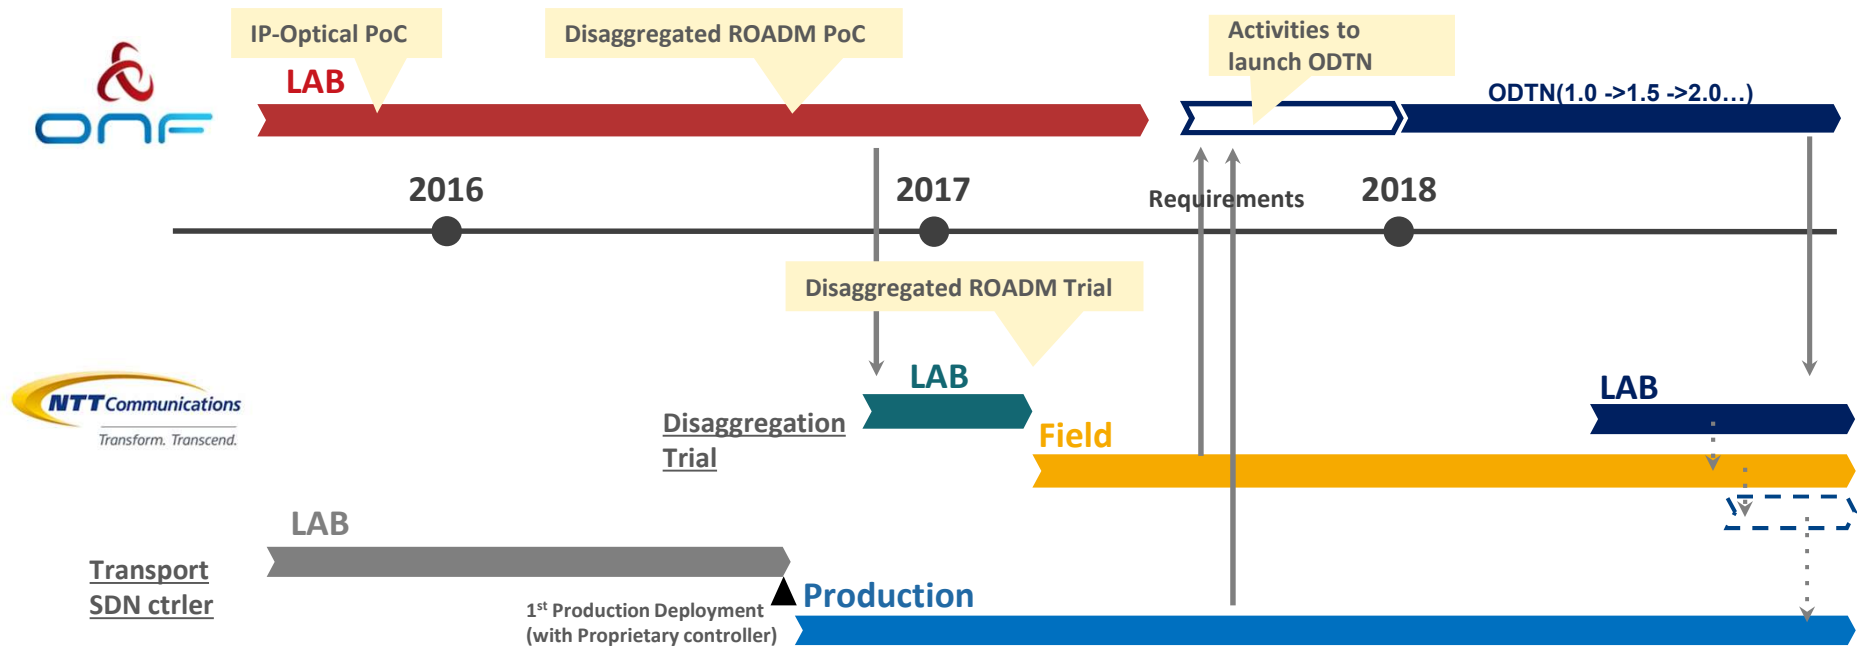 IP-Optical PoC
Disaggregated ROADM PoC
Activities to
launch ODTN
LAB
ODTN(1.0 ->1.5 ->2.0…)
ONF
2016
2017
2018
Requirements
Disaggregated ROADM Trial
NTT Communications
Transform. Transcend.
LAB
LAB
Disaggregation
Trial
Field
LAB
Transport
SDN ctrler
1st Production Deployment
(with Proprietary controller)
Production